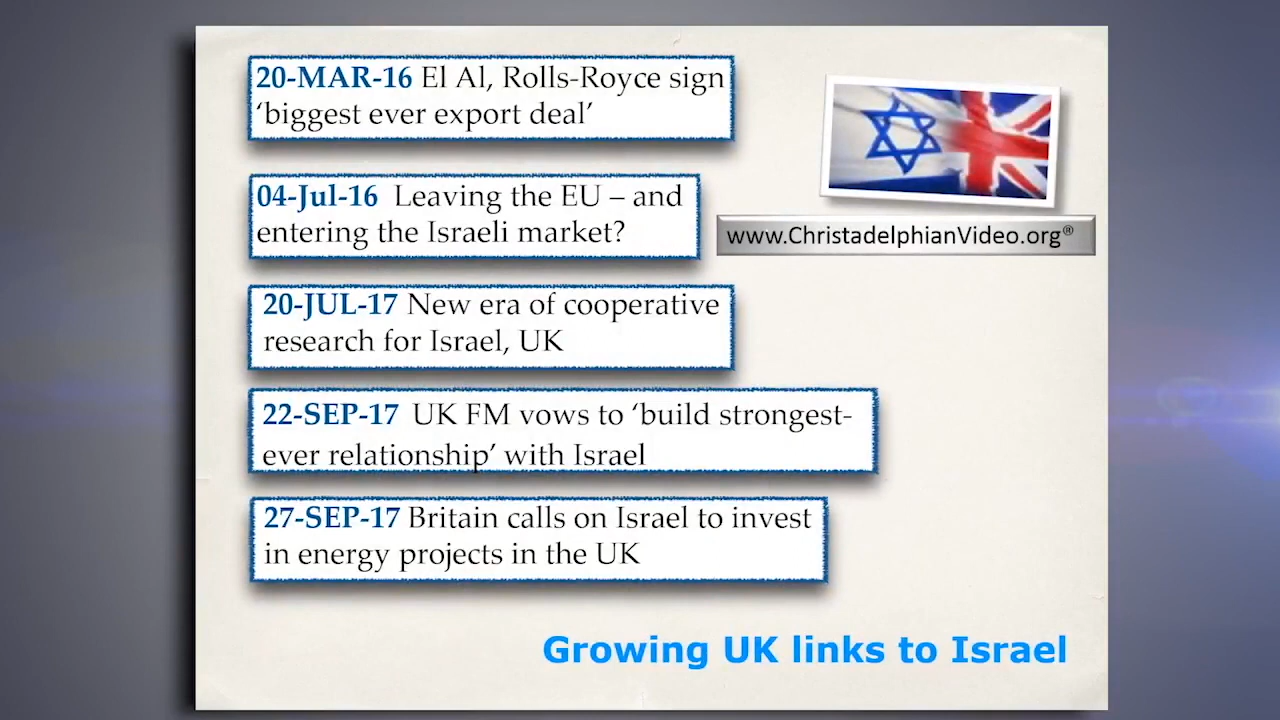 20-MAR-16 El Al, Rolls-Royce sign
‘biggest ever export deal’
04-Jul-16 Leaving the EU – and
entering the Israeli market?
www.ChristadelphianVideo.org®
20-JUL-17 New era of cooperative
research for Israel, UK
22-SEP-17 UK FM vows to ‘build strongest-
ever relationship’ with Israel
27-SEP-17 Britain calls on Israel to invest
in energy projects in the UK
Growing UK links to Israel